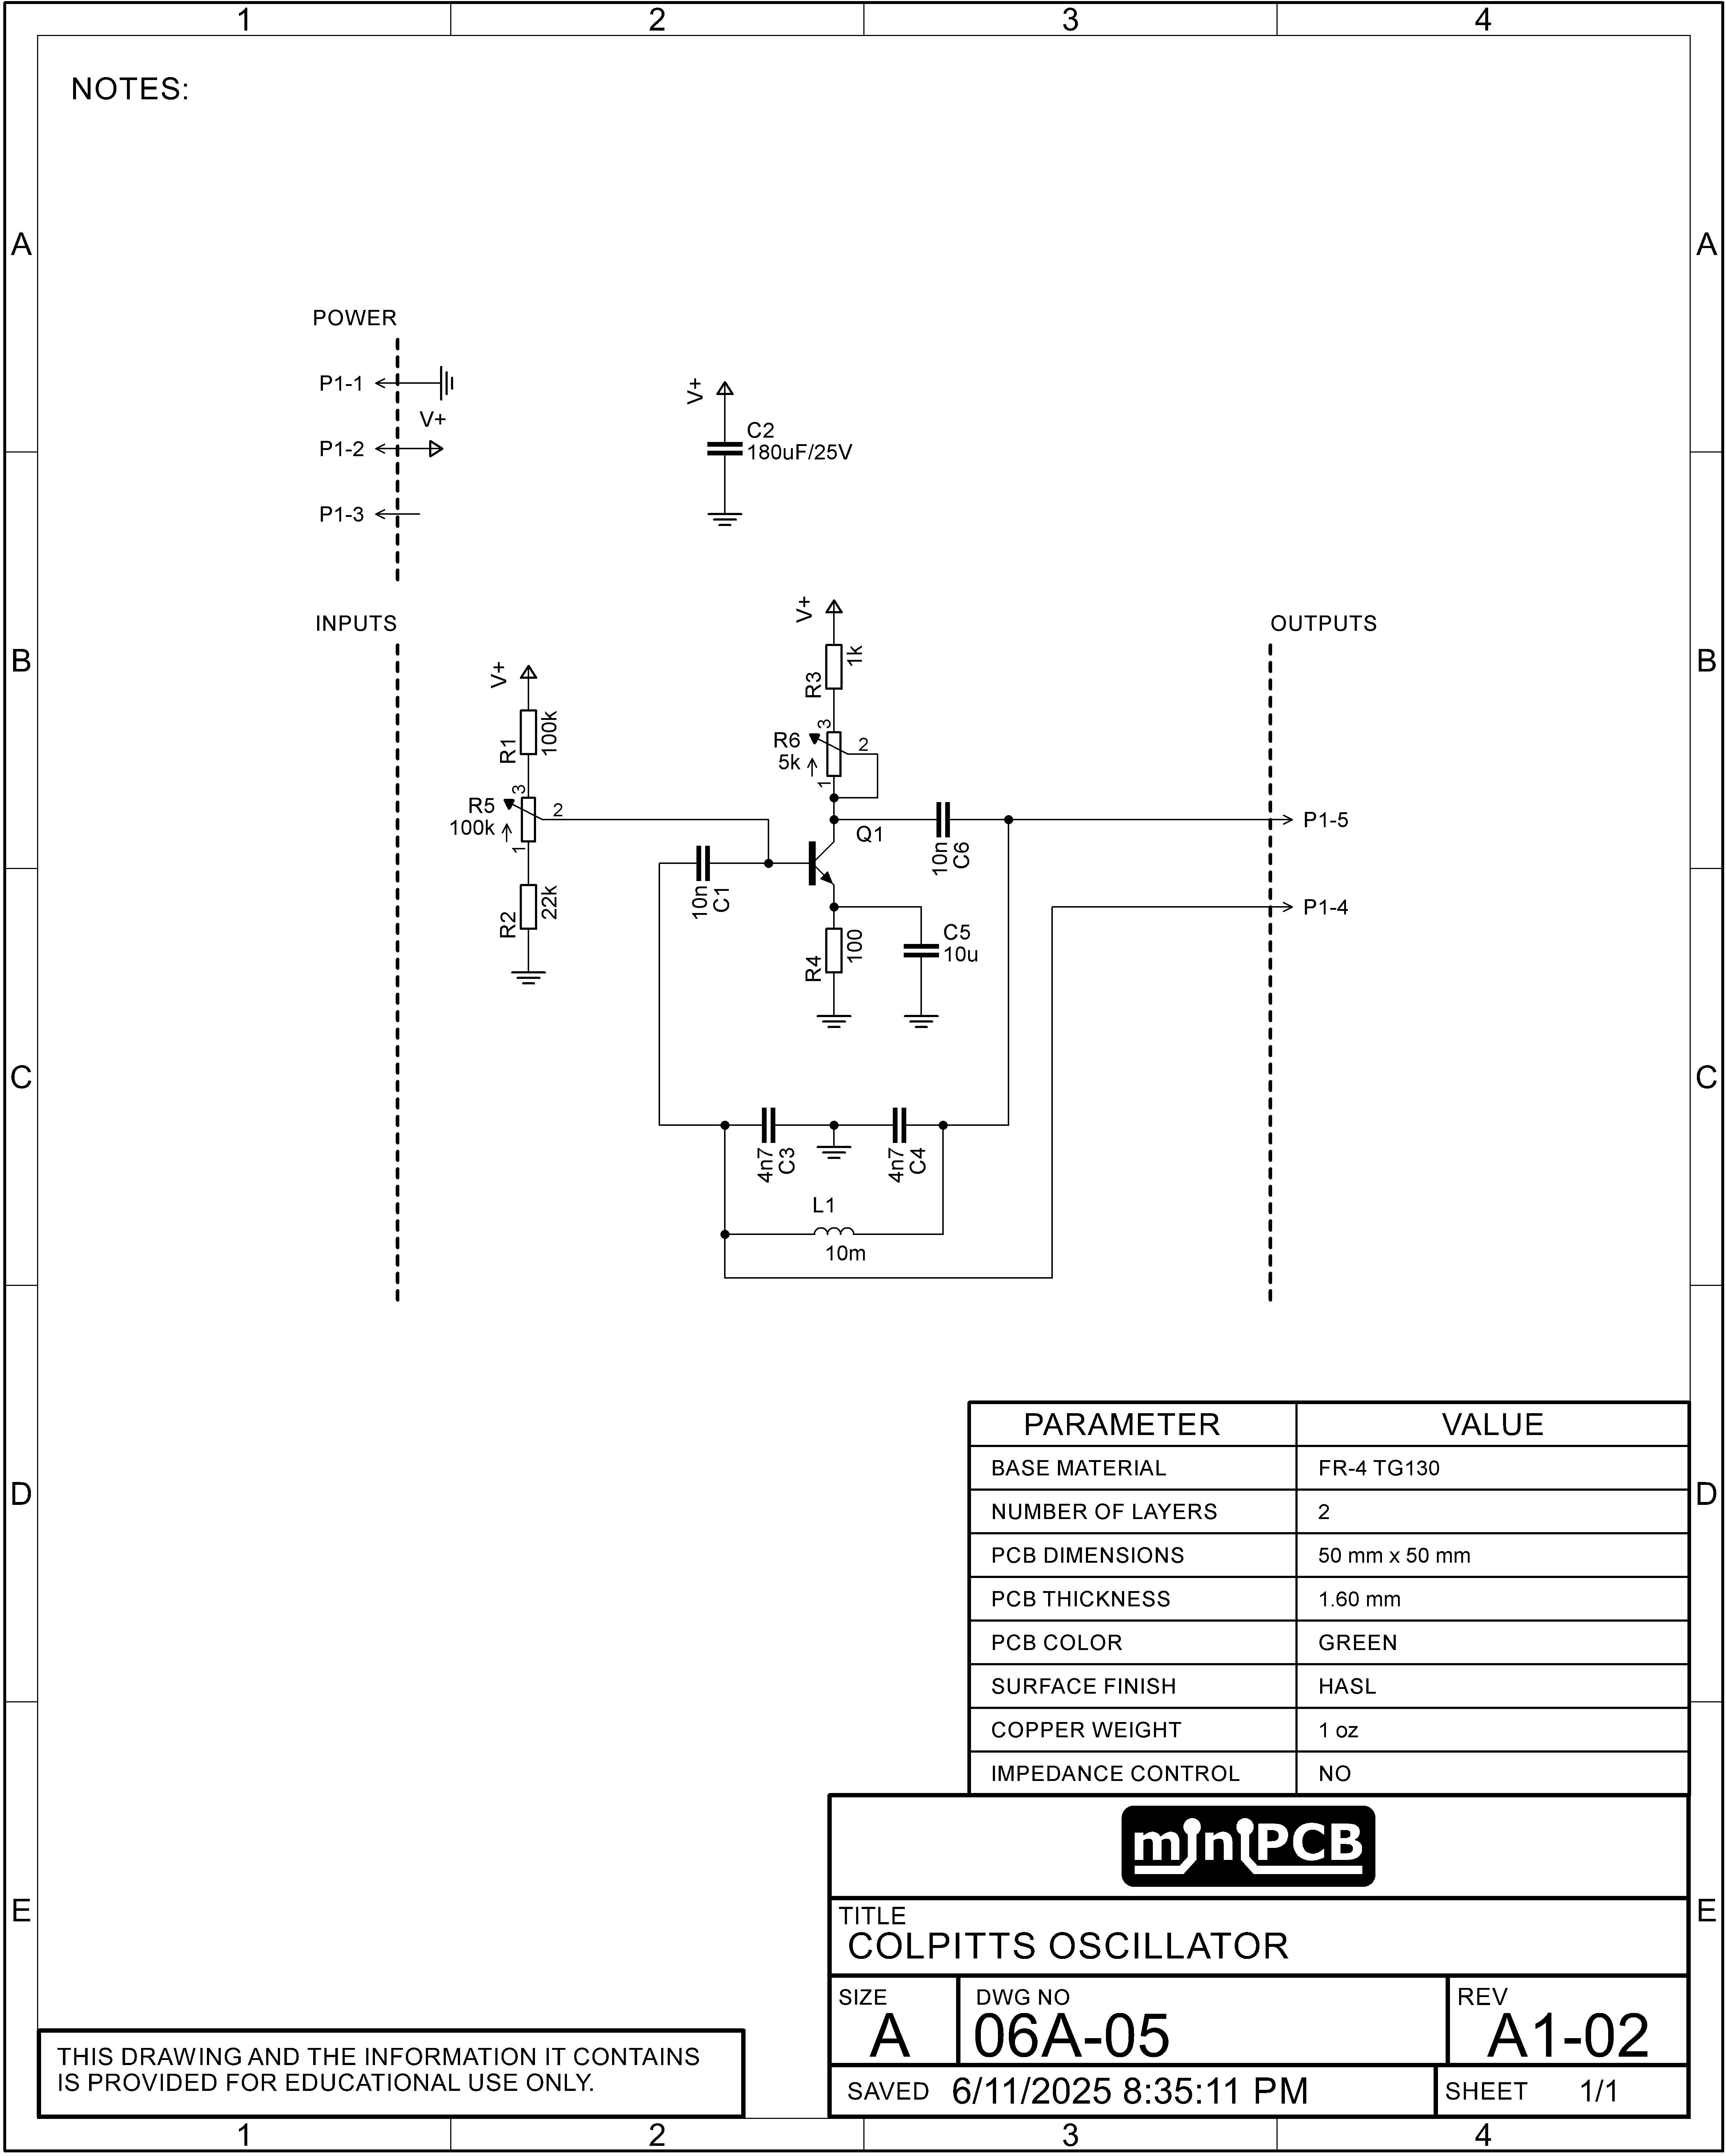 1 2 3 4
NOTES:
A A
POWER
P1-1
V+
P1-2
P1-3
V+
C2
180uF/25V
INPUTS
OUTPUTS
B B
V+
R1
100k
R5
100k
3
2
1
R2
22k
V+
R3
1k
R6
5k
3
2
1
Q1
10n
C1
10n
C6
P1-5
P1-4
R4
100
C5
10u
C C
4n7
C3
4n7
C4
L1
10m
PARAMETER VALUE
BASE MATERIAL FR-4 TG130
NUMBER OF LAYERS 2
D D
PCB DIMENSIONS 50 mm x 50 mm
PCB THICKNESS 1.60 mm
PCB COLOR GREEN
SURFACE FINISH HASL
COPPER WEIGHT 1 oz
IMPEDANCE CONTROL NO
miniPCB
E E
TITLE
COLPITTS OSCILLATOR
SIZE
A
DWG NO
06A-05
REV
A1-02
SAVED 6/11/2025 8:35:11 PM
SHEET 1/1
THIS DRAWING AND THE INFORMATION IT CONTAINS
IS PROVIDED FOR EDUCATIONAL USE ONLY.
1 2 3 4